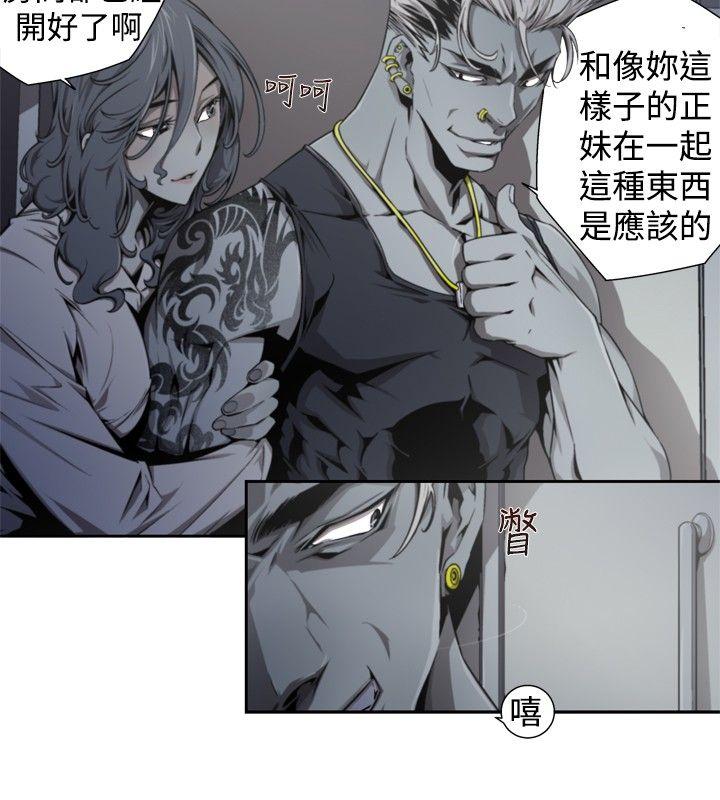 開好了啊
呵呵
和像妳這
樣子的正
妹在一起
這種東西
是應該的
瞥
嘻